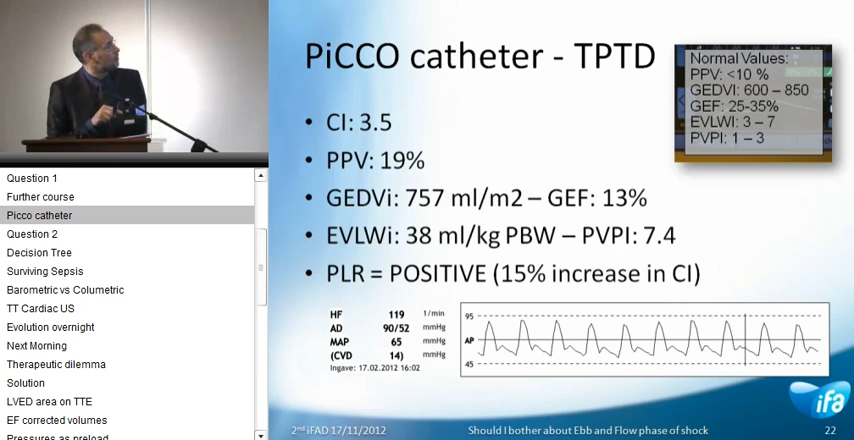 PiCCO catheter - TPTD
Normal Values:
PPV: <10 %
GEDVI: 600 – 850
GEF: 25-35%
EVLWI: 3 – 7
PVPI: 1 – 3
• CI: 3.5
• PPV: 19%
• GEDVi: 757 ml/m2 – GEF: 13%
• EVLWi: 38 ml/kg PBW – PVPI: 7.4
• PLR = POSITIVE (15% increase in CI)
HF 119 1/min
AD 90/52 mmHg
MAP 65 mmHg
(CVD 14) mmHg
Ingave: 17.02.2012 16:02
95
AP
45
ifa
2nd iFAD 17/11/2012
Should I bother about Ebb and Flow phase of shock
22
Question 1
Further course
Picco catheter
Question 2
Decision Tree
Surviving Sepsis
Barometric vs Columetric
TT Cardiac US
Evolution overnight
Next Morning
Therapeutic dilemma
Solution
LVED area on TTE
EF corrected volumes
Pressures as preload